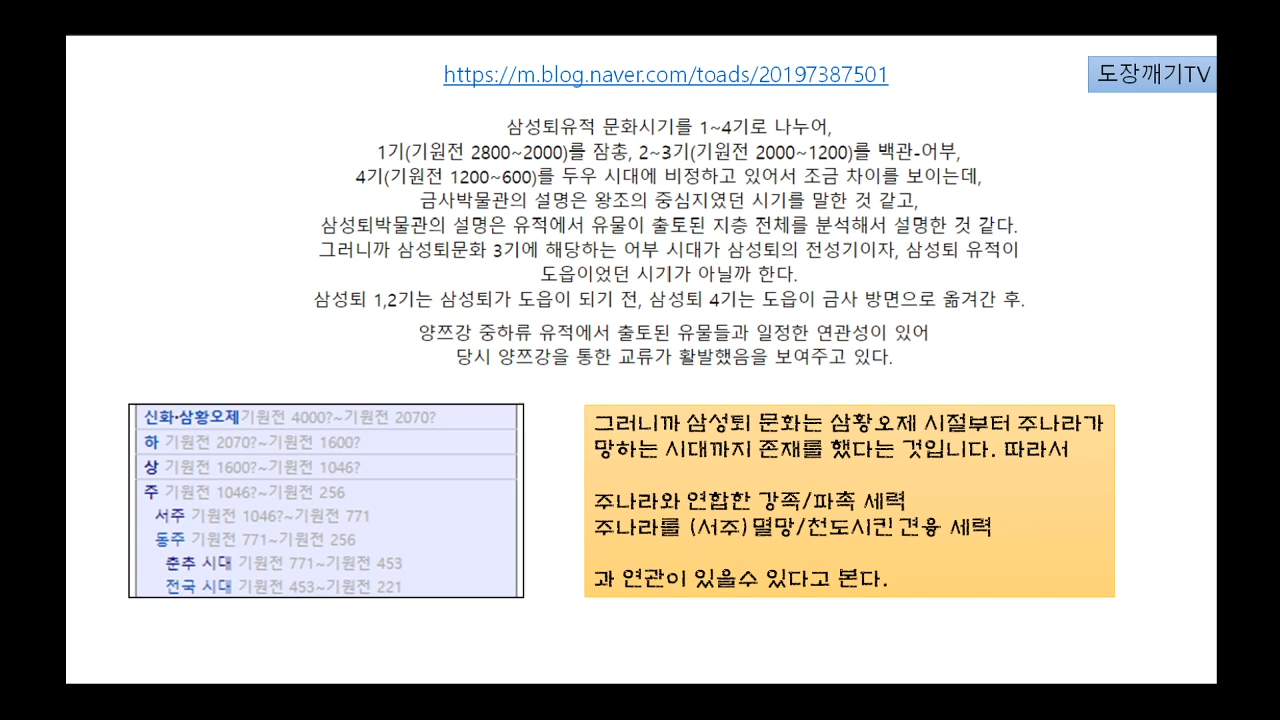 https://m.blog.naver.com/toads/20197387501
도장깨기TV
삼성퇴유적 문화시기를 1~4기로 나누어,
1기(기원전 2800~2000)를 잠총, 2~3기(기원전 2000~1200)를 백관-어부,
4기(기원전 1200~600)를 두우 시대에 비정하고 있어서 조금 차이를 보이는데,
금사박물관의 설명은 왕조의 중심지였던 시기를 말한 것 같고,
삼성퇴박물관의 설명은 유적에서 유물이 출토된 지층 전체를 분석해서 설명한 것 같다.
그러니까 삼성퇴문화 3기에 해당하는 어부 시대가 삼성퇴의 전성기이자, 삼성퇴 유적이
도읍이었던 시기가 아닐까 한다.
삼성퇴 1,2기는 삼성퇴가 도읍이 되기 전, 삼성퇴 4기는 도읍이 금사 방면으로 옮겨간 후.
양쯔강 중하류 유적에서 출토된 유물들과 일정한 연관성이 있어
당시 양쯔강을 통한 교류가 활발했음을 보여주고 있다.
신화·삼황오제기원전 4000?~기원전 2070?
하 기원전 2070?~기원전 1600?
상 기원전 1600?~기원전 1046?
주 기원전 1046?~기원전 256
서주 기원전 1046?~기원전 771
동주 기원전 771~기원전 256
춘추 시대 기원전 771~기원전 453
전국 시대 기원전 453~기원전 221
그러니까 삼성퇴 문화는 삼황오제 시절부터 주나라가
망하는 시대까지 존재를 했다는 것입니다. 따라서
주나라와 연합한 강족/파촉 세력
주나라를 (서주)멸망/천도시킨 견융 세력
과 연관이 있을수 있다고 본다.